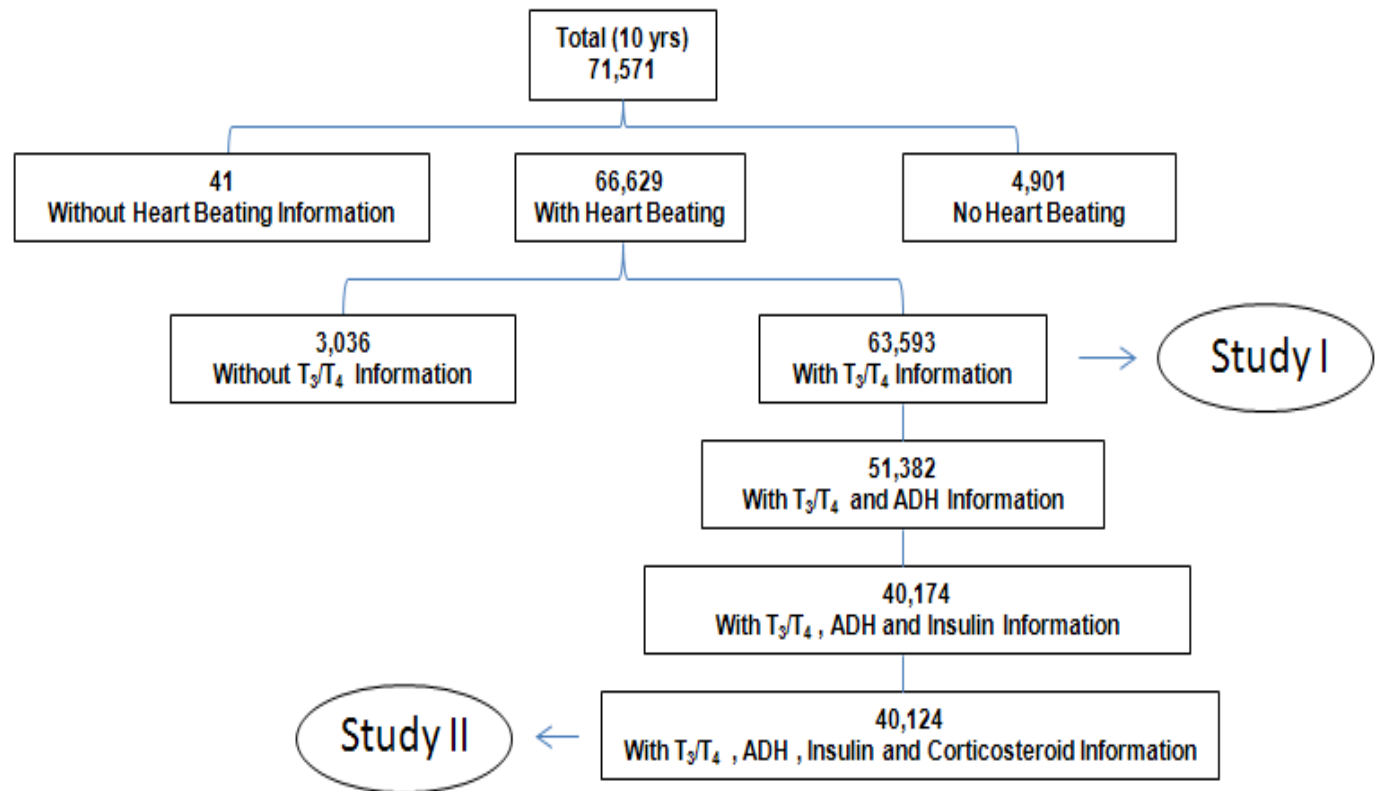 Total (10 yrs)
71,571
41
Without Heart Beating Information
66,629
With Heart Beating
4,901
No Heart Beating
3,036
Without T₃/T₄ Information
63,593
With T₃/T₄ Information
Study I
51,382
With T₃/T₄ and ADH Information
40,174
With T₃/T₄ , ADH and Insulin Information
Study II
40,124
With T₃/T₄ , ADH , Insulin and Corticosteroid Information